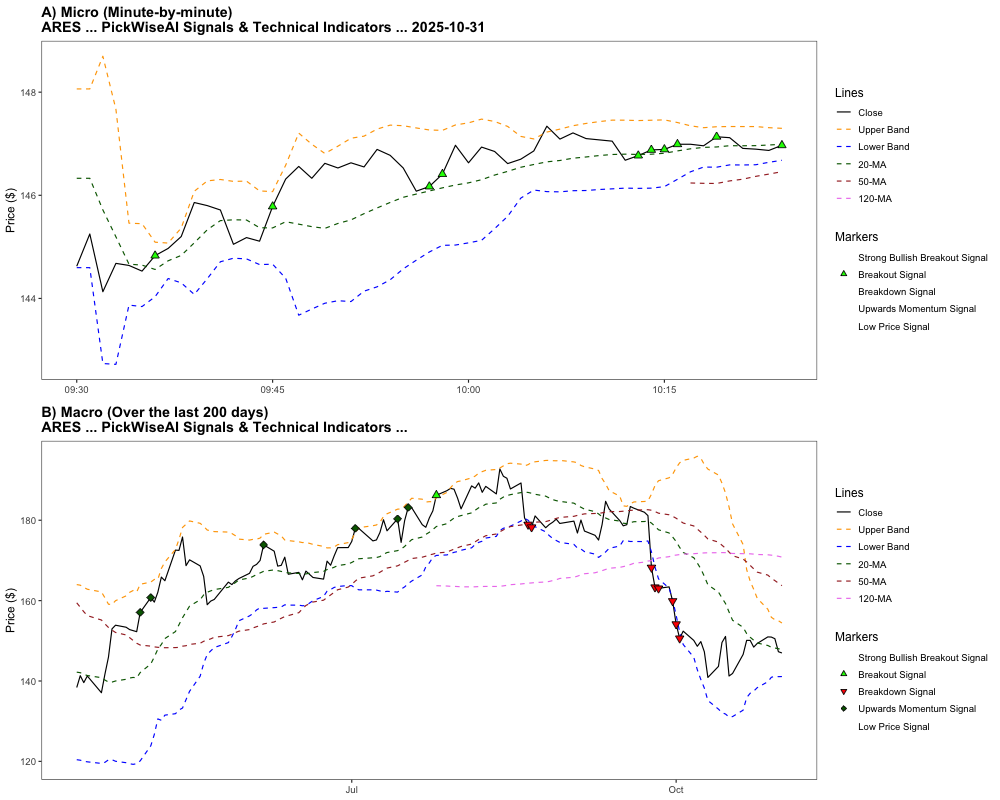 A) Micro (Minute-by-minute)
ARES ... PickWiseAI Signals & Technical Indicators ... 2025-10-31
Price ($)
148
146
144
09:30
09:45
10:00
10:15
Lines
Close
Upper Band
Lower Band
20-MA
50-MA
120-MA
Markers
Strong Bullish Breakout Signal
Breakout Signal
Breakdown Signal
Upwards Momentum Signal
Low Price Signal
B) Macro (Over the last 200 days)
ARES ... PickWiseAI Signals & Technical Indicators ...
Price ($)
180
160
140
120
Jul
Oct
Lines
Close
Upper Band
Lower Band
20-MA
50-MA
120-MA
Markers
Strong Bullish Breakout Signal
Breakout Signal
Breakdown Signal
Upwards Momentum Signal
Low Price Signal